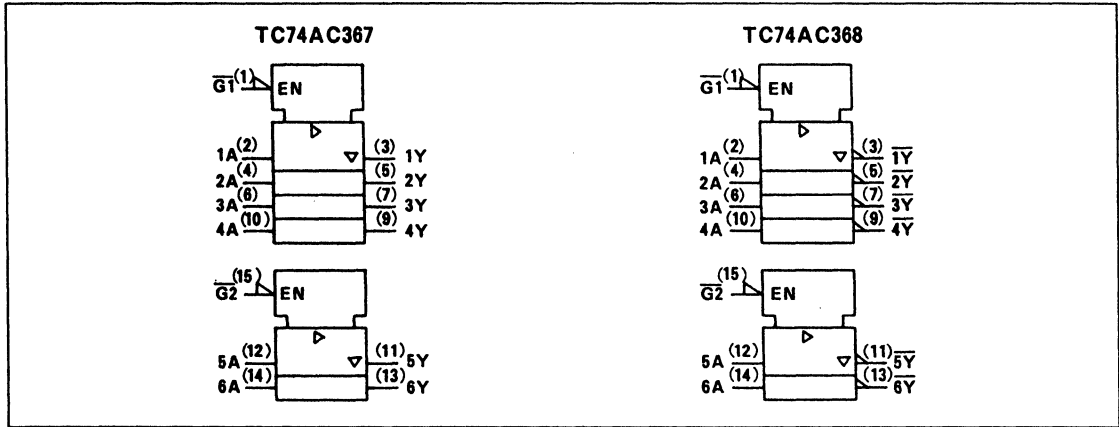 TC74AC367
G1̅ (1) EN
1A (2) (3) 1Y
2A (4) (5) 2Y
3A (6) (7) 3Y
4A (10) (9) 4Y
G2̅ (15) EN
5A (12) (11) 5Y
6A (14) (13) 6Y
TC74AC368
G1̅ (1) EN
1A (2) (3) 1Y̅
2A (4) (5) 2Y̅
3A (6) (7) 3Y̅
4A (10) (9) 4Y̅
G2̅ (15) EN
5A (12) (11) 5Y̅
6A (14) (13) 6Y̅